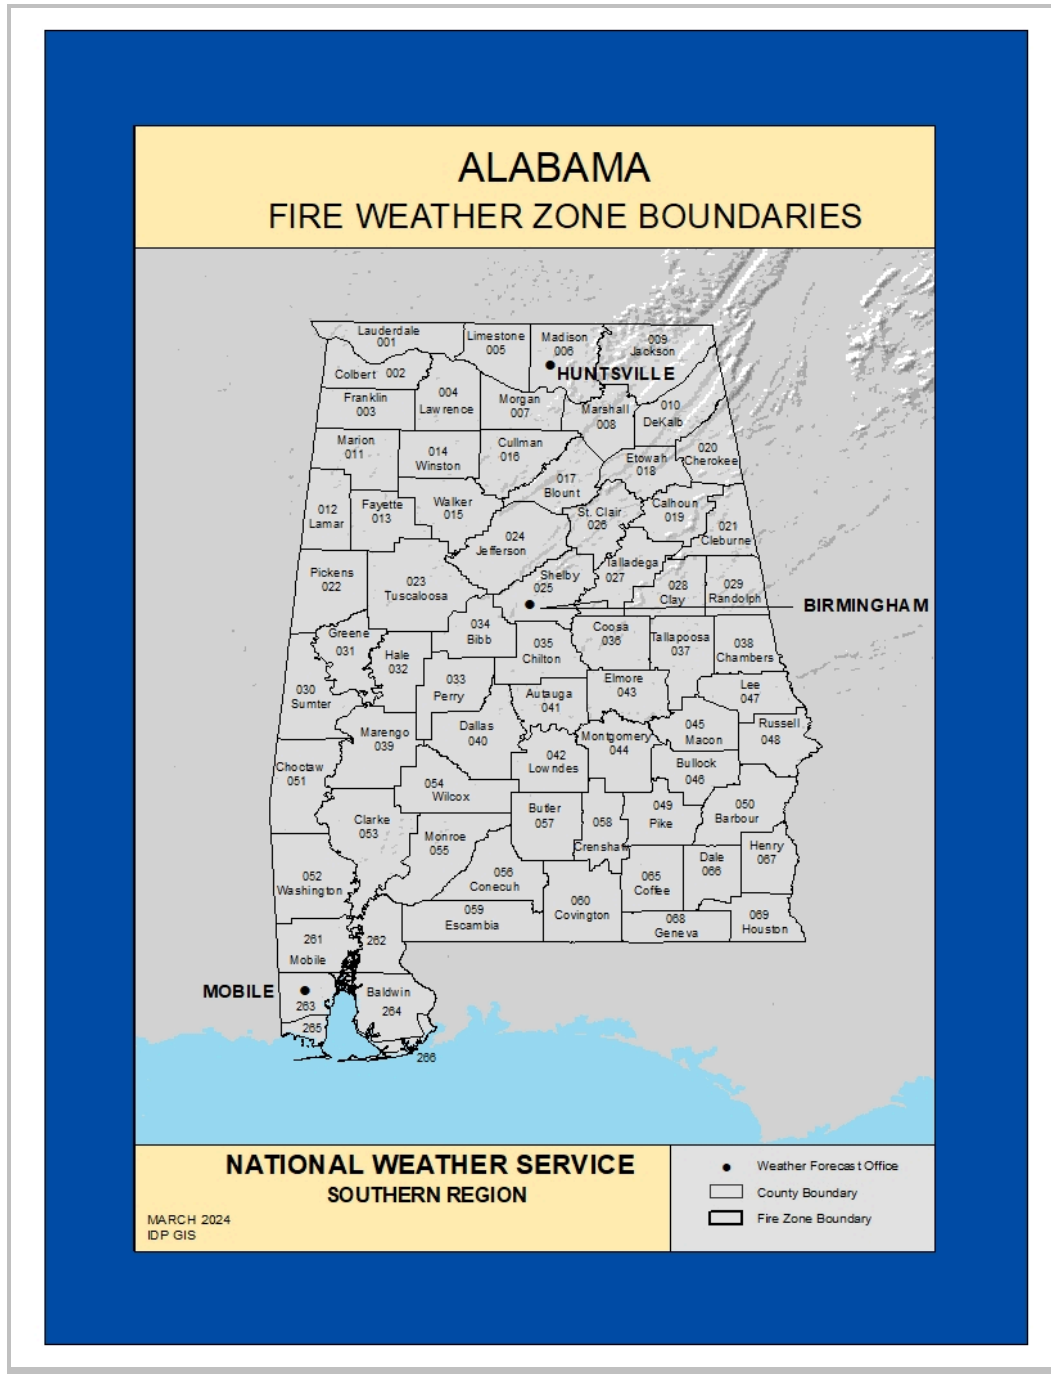 ALABAMA
FIRE WEATHER ZONE BOUNDARIES
Lauderdale
001
Limestone
005
Madison
006
009
Jackson
HUNTSVILLE
Colbert 002
Franklin
003
004
Lawrence
Morgan
007
Marshall
008
010
DeKalb
Marion
011
014
Winston
Cullman
016
017
Blount
Etowah
018
020
Cherokee
012
Lamar
Fayette
013
Walker
015
024
Jefferson
St. Clair
026
Calhoun
019
021
Cleburne
Pickens
022
023
Tuscaloosa
Shelby
025
Talladega
027
028
Clay
029
Randolph
BIRMINGHAM
Greene
031
Hale
032
034
Bibb
035
Chilton
Coosa
036
Tallapoosa
037
038
Chambers
030
Sumter
033
Perry
Autauga
041
Elmore
043
Lee
047
Marengo
039
Dallas
040
042
Lowndes
Montgomery
044
045
Macon
Russell
048
Choctaw
051
054
Wilcox
Bullock
046
Clarke
053
Monroe
055
Butler
057
058
Crenshaw
049
Pike
050
Barbour
Henry
067
052
Washington
056
Conecuh
060
Covington
065
Coffee
Dale
066
059
Escambia
068
Geneva
069
Houston
261
Mobile
262
MOBILE
263
265
Baldwin
264
266
NATIONAL WEATHER SERVICE
SOUTHERN REGION
MARCH 2024
IDP GIS
Weather Forecast Office
County Boundary
Fire Zone Boundary